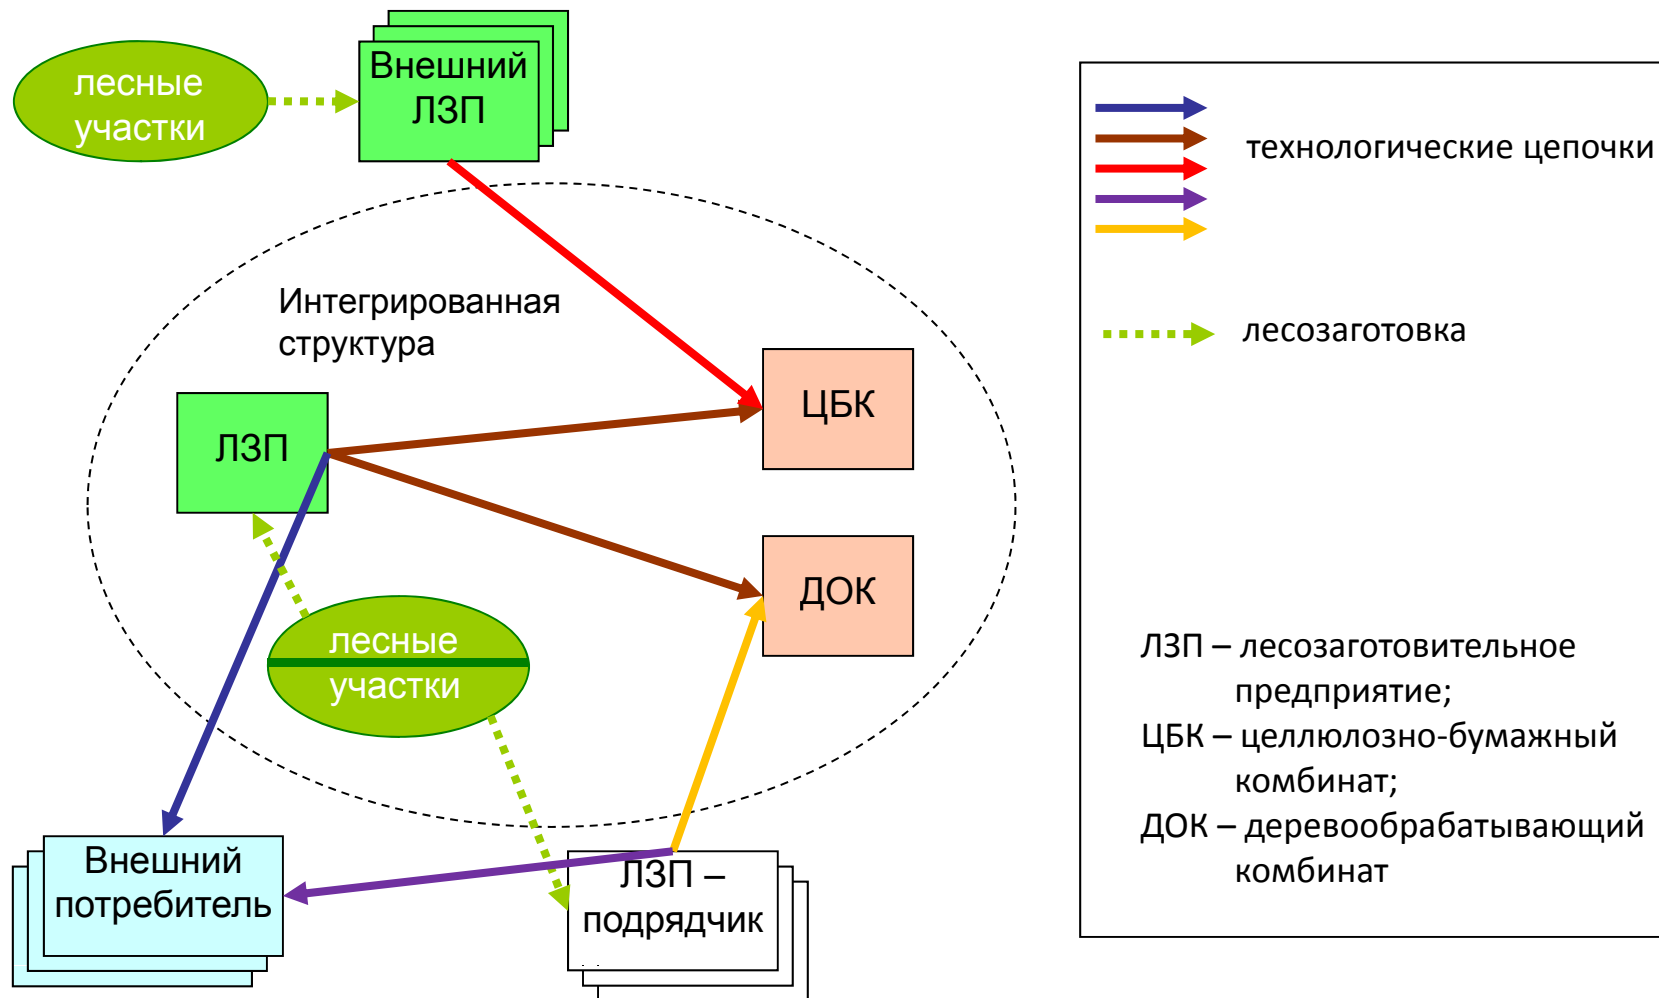 лесные
участки
Внешний
ЛЗП
Интегрированная
структура
ЛЗП
ЦБК
ДОК
лесные
участки
Внешний
потребитель
ЛЗП –
подрядчик
технологические цепочки
лесозаготовка
ЛЗП – лесозаготовительное
предприятие;
ЦБК – целлюлозно-бумажный
комбинат;
ДОК – деревообрабатывающий
комбинат